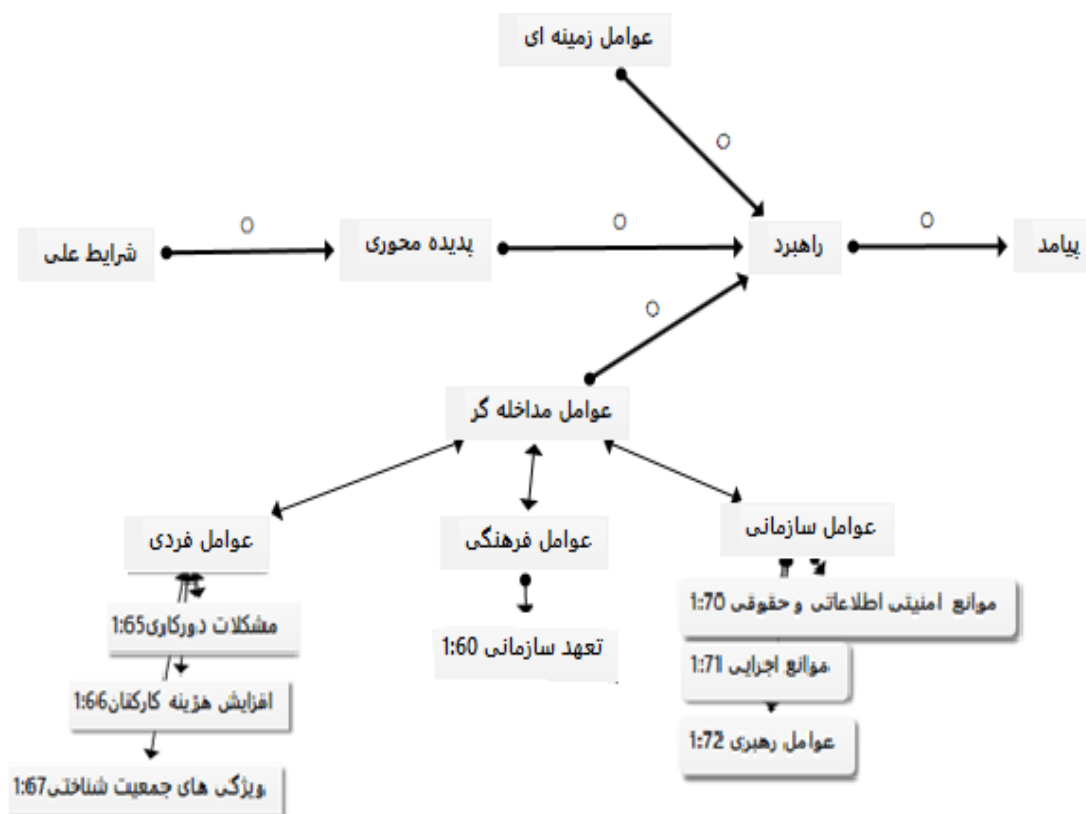 عوامل زمینه ای
O
شرایط علی
O
پدیده محوری
O
راهبرد
O
پیامد
O
عوامل مداخله گر
عوامل سازمانی
عوامل فرهنگی
عوامل فردی
موانع امنیتی اطلاعاتی و حقوقی 1:70
موانع اجرایی 1:71
عوامل رهبری 1:72
تعهد سازمانی 1:60
مشکلات دورکاری1:65
افزایش هزینه کارکنان1:66
ویژگی های جمعیت شناختی1:67